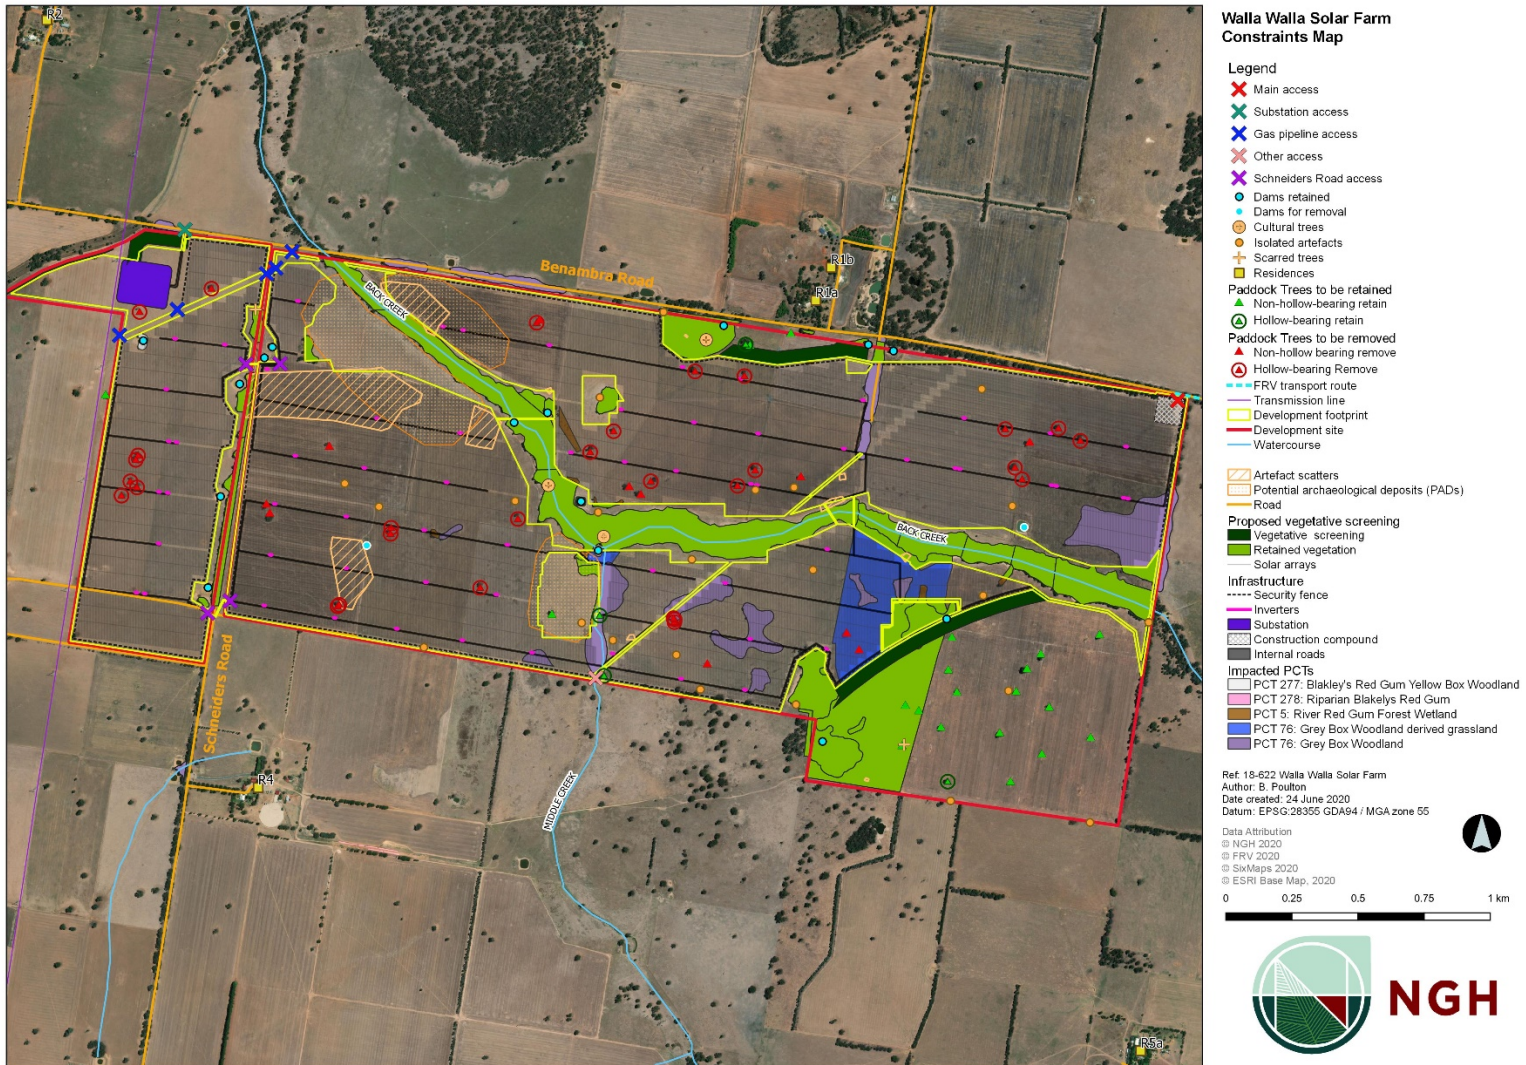 Walla Walla Solar Farm
Constraints Map
Legend
Main access
Substation access
Gas pipeline access
Other access
Schneiders Road access
Dams retained
Dams for removal
Cultural trees
Isolated artefacts
Scarred trees
Residences
Paddock Trees to be retained
Non-hollow-bearing retain
Hollow-bearing retain
Paddock Trees to be removed
Non-hollow bearing remove
Hollow-bearing Remove
FRV transport route
Transmission line
Development footprint
Development site
Watercourse
Artefact scatters
Potential archaeological deposits (PADs)
Road
Proposed vegetative screening
Vegetative screening
Retained vegetation
Solar arrays
Infrastructure
Security fence
Inverters
Substation
Construction compound
Internal roads
Impacted PCTs
PCT 277: Blakley's Red Gum Yellow Box Woodland
PCT 278: Riparian Blakelys Red Gum
PCT 5: River Red Gum Forest Wetland
PCT 76: Grey Box Woodland derived grassland
PCT 76: Grey Box Woodland
Ref: 18-622 Walla Walla Solar Farm
Author: B. Poulton
Date created: 24 June 2020
Datum: EPSG:28355 GDA94 / MGA zone 55
Data Attribution
© NGH 2020
© FRV 2020
© SixMaps 2020
© ESRI Base Map, 2020
0 0.25 0.5 0.75 1 km
NGH
R2
Benambra Road
R1b
R1a
BACK CREEK
BACK CREEK
Schneiders Road
R4
MIDDLE CREEK
R5a